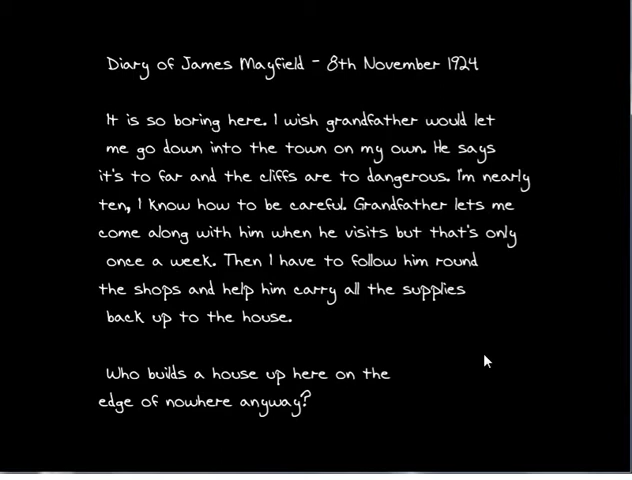 Diary of James Mayfield - 8th November 1924
It is so boring here. I wish grandfather would let
me go down into the town on my own. He says
it's to far and the cliffs are to dangerous. I'm nearly
ten, I know how to be careful. Grandfather lets me
come along with him when he visits but that's only
once a week. Then I have to follow him round
the shops and help him carry all the supplies
back up to the house.
Who builds a house up here on the
edge of nowhere anyway?